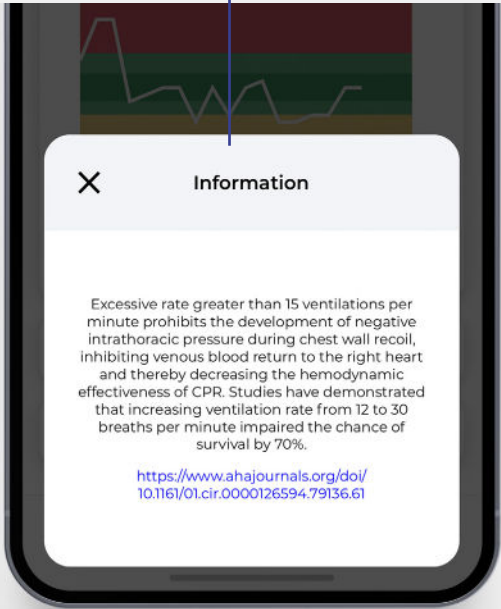 Information
Excessive rate greater than 15 ventilations per
minute prohibits the development of negative
intrathoracic pressure during chest wall recoil,
inhibiting venous blood return to the right heart
and thereby decreasing the hemodynamic
effectiveness of CPR. Studies have demonstrated
that increasing ventilation rate from 12 to 30
breaths per minute impaired the chance of
survival by 70%.
https://www.ahajournals.org/doi/
10.1161/01.cir.0000126594.79136.61